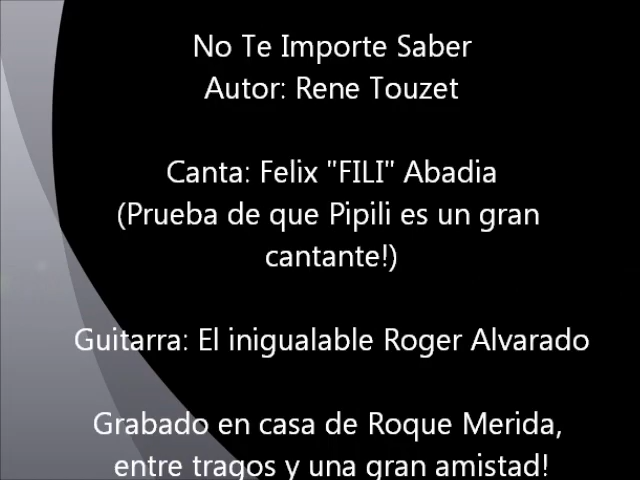 No Te Importe Saber
Autor: Rene Touzet
Canta: Felix "FILI" Abadia
(Prueba de que Pipili es un gran
cantante!)
Guitarra: El inigualable Roger Alvarado
Grabado en casa de Roque Merida,
entre tragos y una gran amistad!